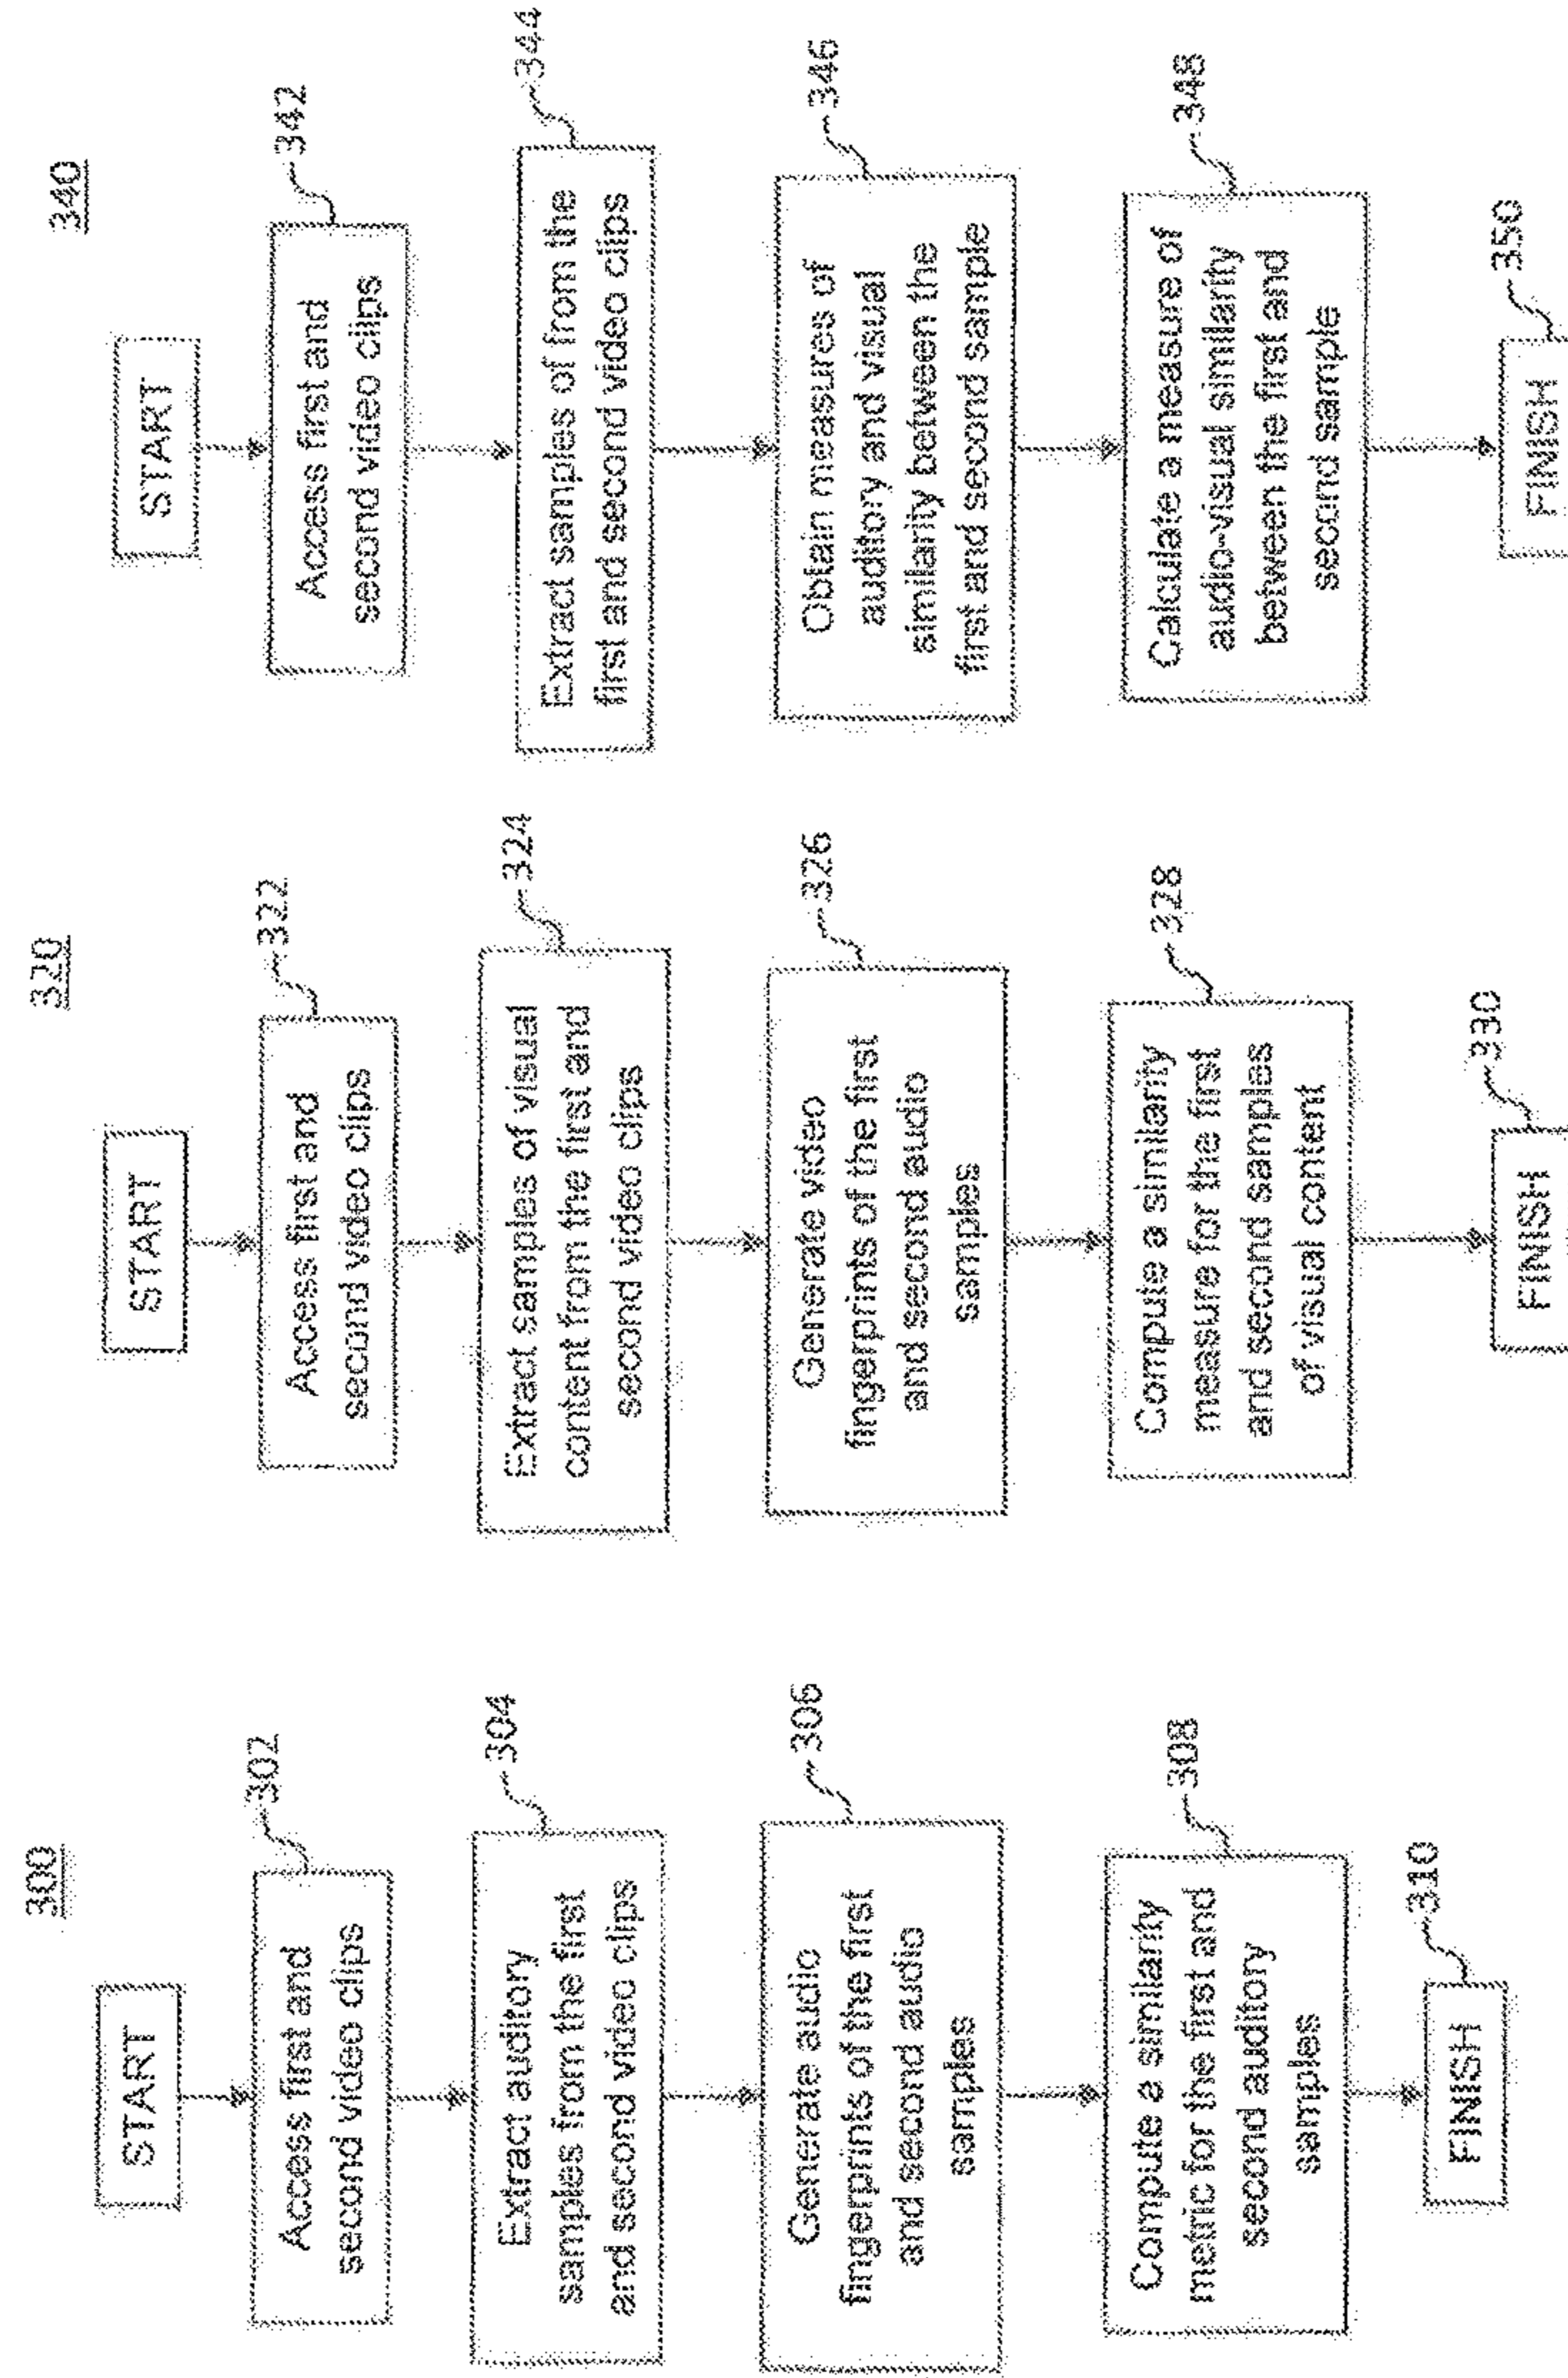 300
START
302
Access first and
second video clips
304
Extract auditory
samples from the first
and second video clips
306
Generate audio
fingerprints of the first
and second audio
samples
308
Compute a similarity
metric for the first and
second auditory
samples
310
FINISH
320
START
322
Access first and
second video clips
324
Extract samples of visual
content from the first and
second video clips
326
Generate video
fingerprints of the first
and second audio
samples
328
Compute a similarity
measure for the first
and second samples
of visual content
330
FINISH
340
START
342
Access first and
second video clips
344
Extract samples of from the
first and second video clips
346
Obtain measures of
auditory and visual
similarity between the
first and second sample
348
Calculate a measure of
audio-visual similarity
between the first and
second sample
350
FINISH